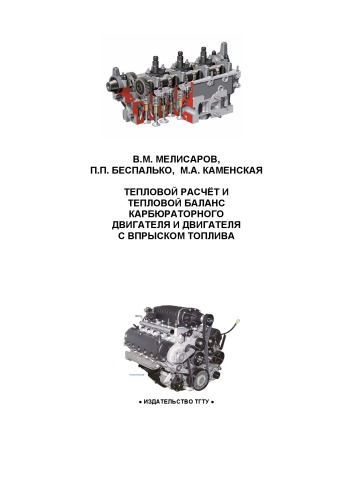 В.М. МЕЛИСАРОВ,
П.П. БЕСПАЛЬКО, М.А. КАМЕНСКАЯ
ТЕПЛОВОЙ РАСЧЁТ И
ТЕПЛОВОЙ БАЛАНС
КАРБЮРАТОРНОГО
ДВИГАТЕЛЯ И ДВИГАТЕЛЯ
С ВПРЫСКОМ ТОПЛИВА
● ИЗДАТЕЛЬСТВО ТГТУ ●